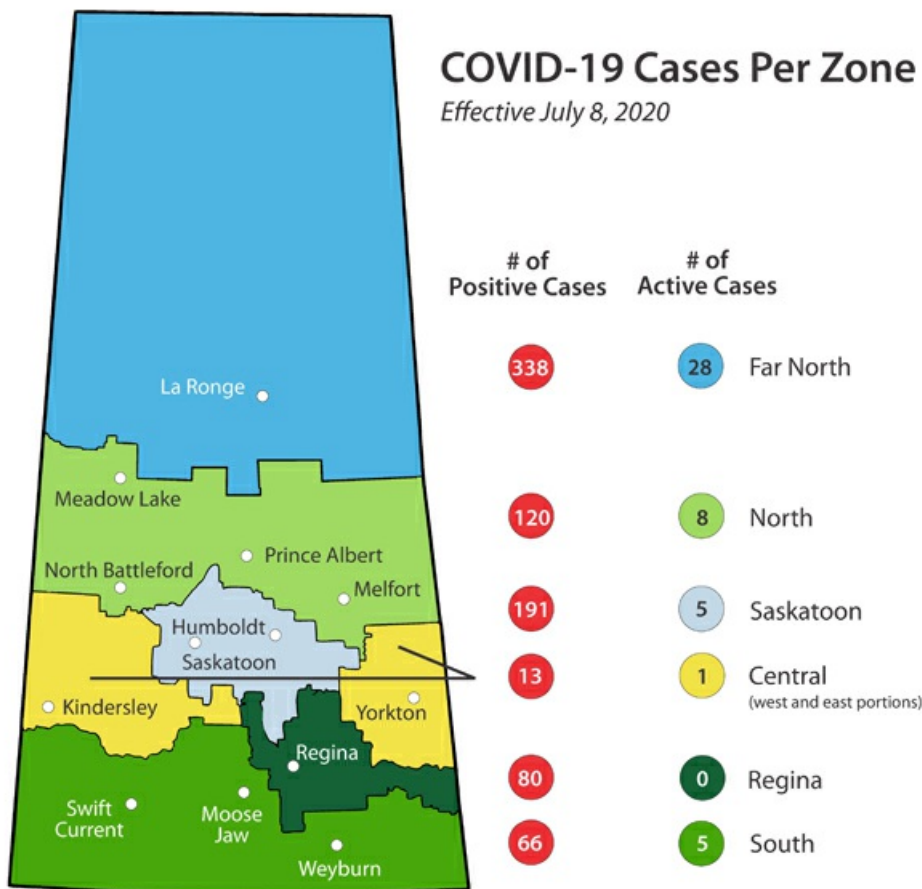 COVID-19 Cases Per Zone
Effective July 8, 2020
# of
Positive Cases
# of
Active Cases
338
28
Far North
La Ronge
Meadow Lake
120
8
North
Prince Albert
North Battleford
Melfort
191
5
Saskatoon
Humboldt
Saskatoon
13
1
Central
(west and east portions)
Kindersley
Yorkton
Regina
80
0
Regina
Swift
Current
Moose
Jaw
66
5
South
Weyburn